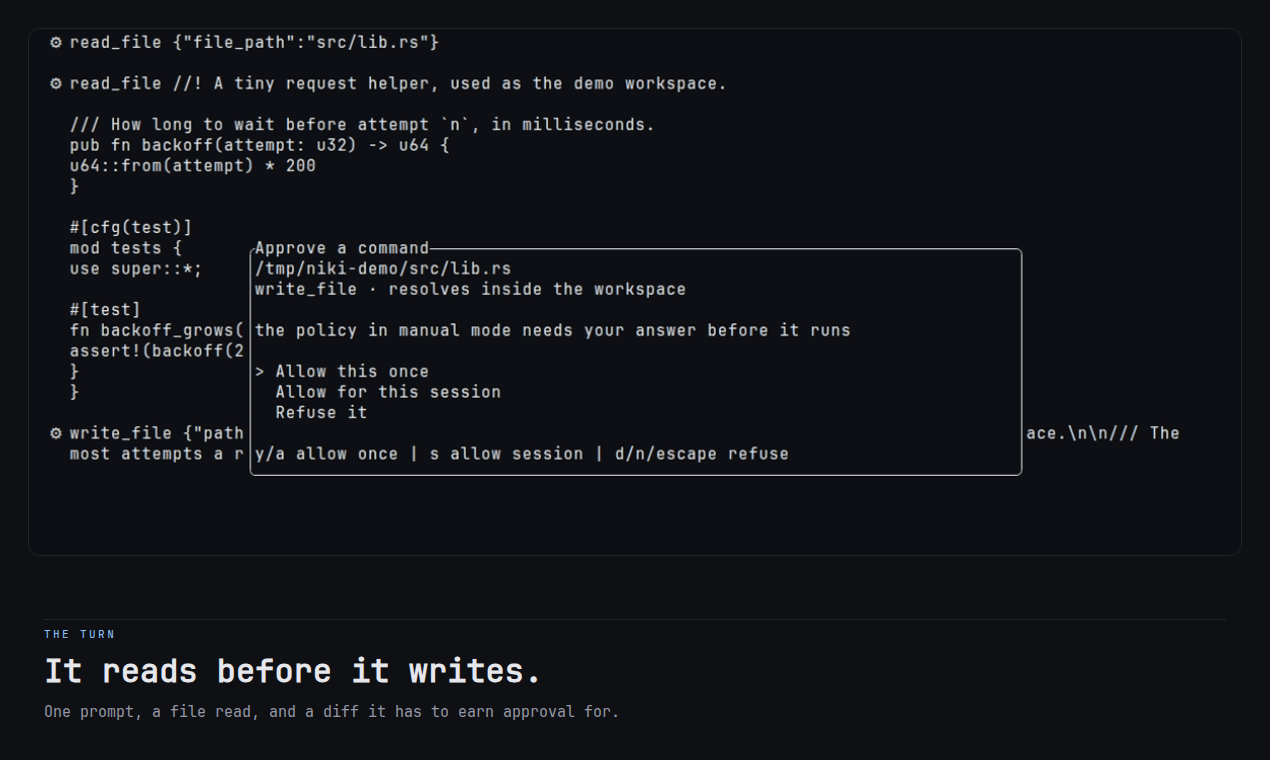 ⚙ read_file {"file_path":"src/lib.rs"}
⚙ read_file //! A tiny request helper, used as the demo workspace.
/// How long to wait before attempt `n`, in milliseconds.
pub fn backoff(attempt: u32) -> u64 {
u64::from(attempt) * 200
}
#[cfg(test)]
mod tests {
use super::*;
#[test]
fn backoff_grows(
assert!(backoff(2
}
}
⚙ write_file {"path
most attempts a r
ace.\n\n/// The
Approve a command
/tmp/niki-demo/src/lib.rs
write_file · resolves inside the workspace
the policy in manual mode needs your answer before it runs
> Allow this once
Allow for this session
Refuse it
y/a allow once | s allow session | d/n/escape refuse
THE TURN
It reads before it writes.
One prompt, a file read, and a diff it has to earn approval for.